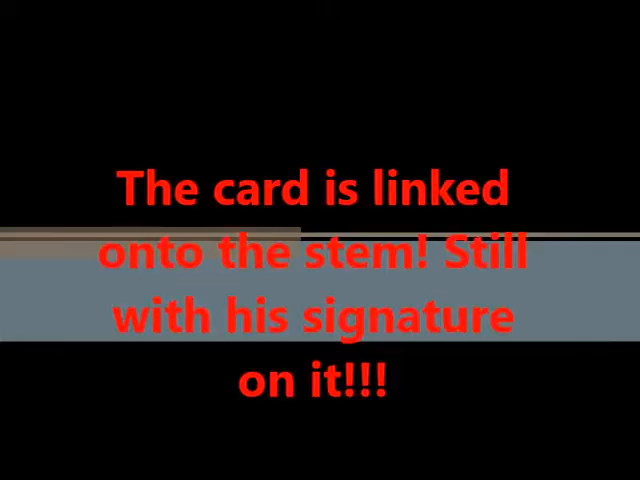 The card is linked
onto the stem! Still
with his signature
on it!!!